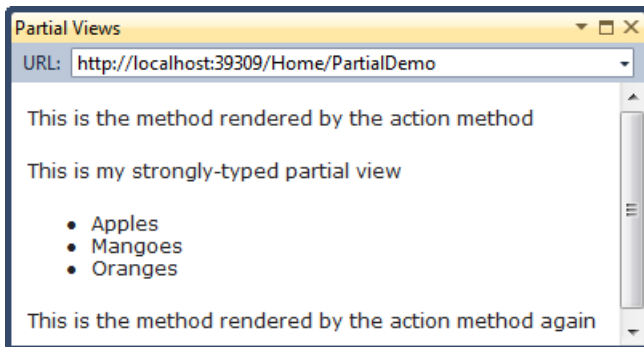 Partial Views
URL: http://localhost:39309/Home/PartialDemo
This is the method rendered by the action method
This is my strongly-typed partial view
• Apples
• Mangoes
• Oranges
This is the method rendered by the action method again